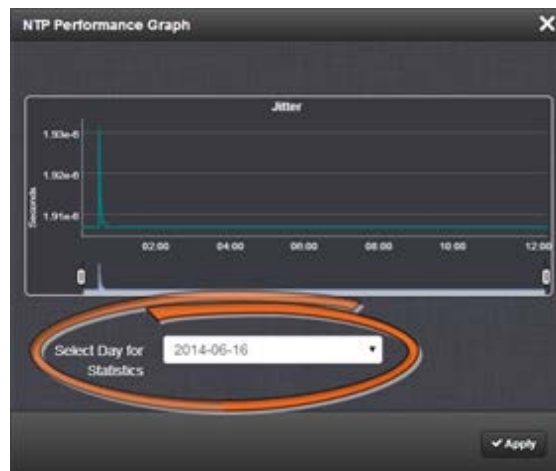 NTP Performance Graph
×
Jitter
1.93e-6
1.92e-6
1.91e-6
Seconds
02:00 04:00 06:00 08:00 10:00 12:00
Select Day for
Statistics
2014-06-16
Apply